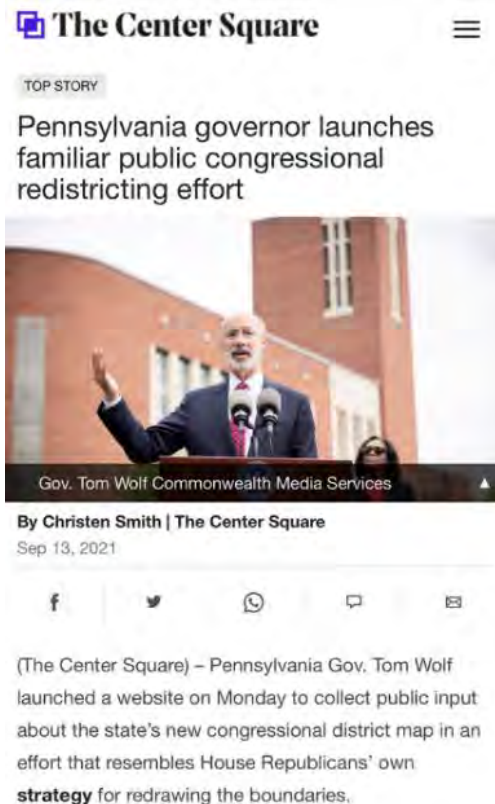 The Center Square
TOP STORY
Pennsylvania governor launches
familiar public congressional
redistricting effort
Gov. Tom Wolf Commonwealth Media Services
By Christen Smith | The Center Square
Sep 13, 2021
(The Center Square) – Pennsylvania Gov. Tom Wolf
launched a website on Monday to collect public input
about the state's new congressional district map in an
effort that resembles House Republicans' own
strategy for redrawing the boundaries.